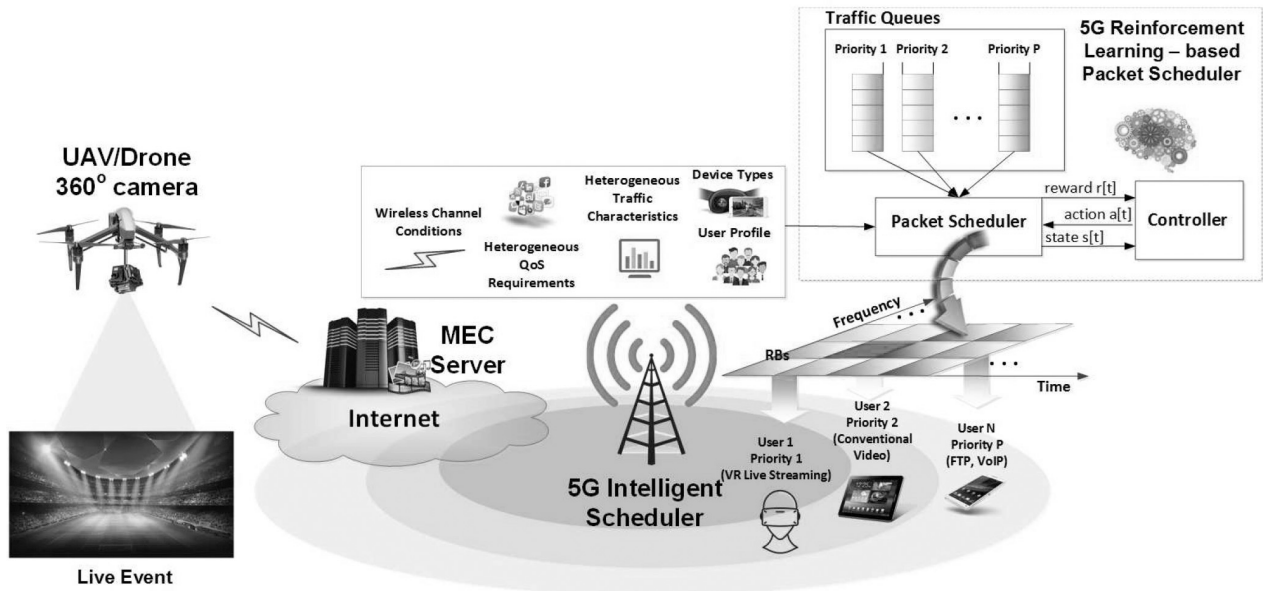 Traffic Queues
Priority 1
Priority 2
Priority P
5G Reinforcement
Learning – based
Packet Scheduler
UAV/Drone
360° camera
Wireless Channel
Conditions
Heterogeneous
QoS
Requirements
Heterogeneous
Traffic
Characteristics
Device Types
User Profile
Packet Scheduler
reward r[t]
action a[t]
state s[t]
Controller
Frequency
RBs
Time
MEC
Server
Internet
5G Intelligent
Scheduler
User 1
Priority 1
(VR Live Streaming)
User 2
Priority 2
(Conventional
Video)
User N
Priority P
(FTP, VoIP)
Live Event